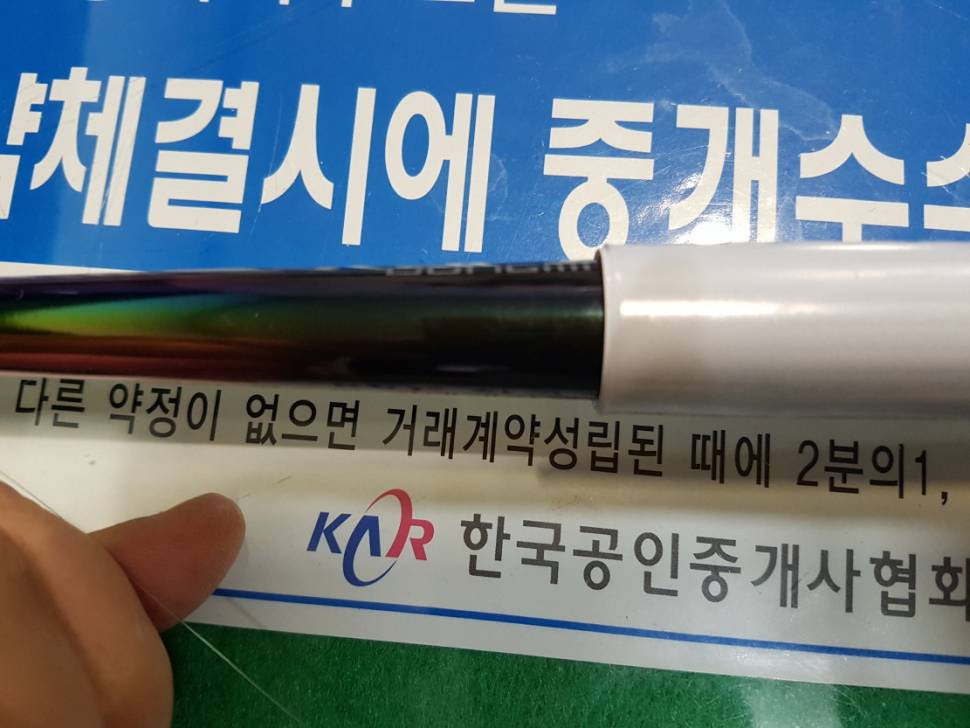 체결시에 중개수
다른 약정이 없으면 거래계약성립된 때에 2분의1,
KAR 한국공인중개사협회